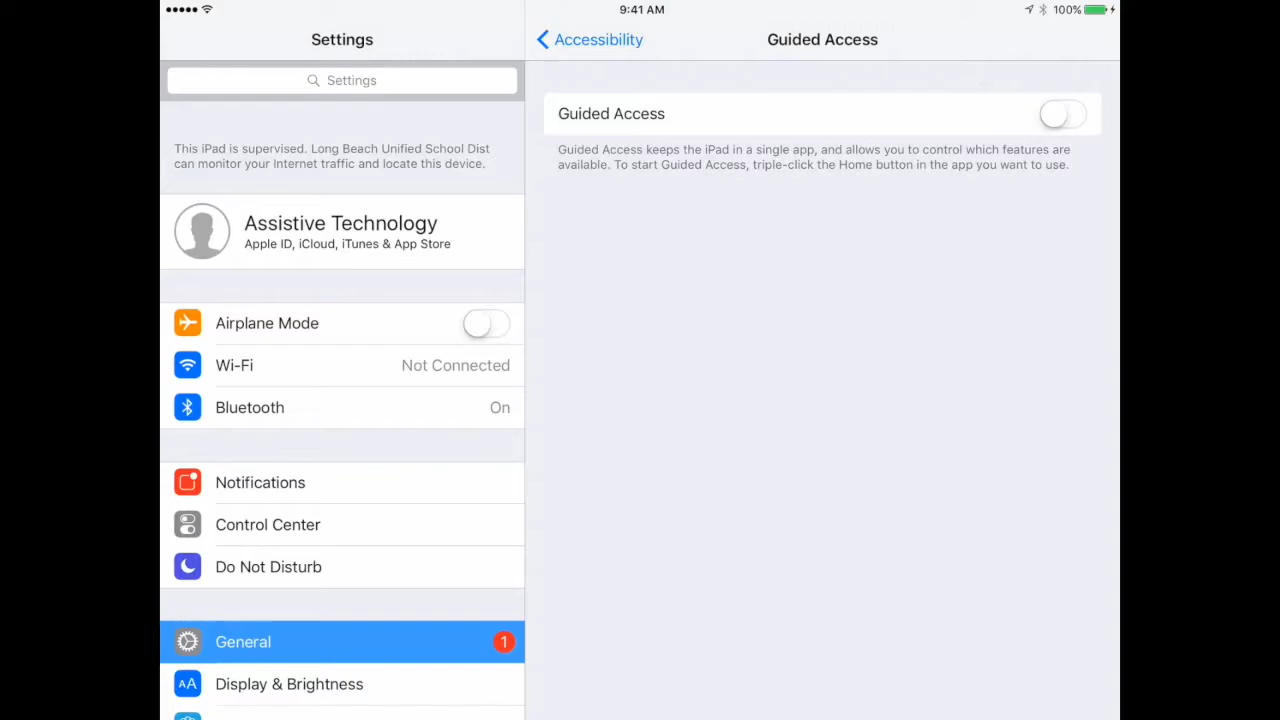 9:41 AM
100%
Settings
Settings
This iPad is supervised. Long Beach Unified School Dist
can monitor your Internet traffic and locate this device.
Assistive Technology
Apple ID, iCloud, iTunes & App Store
Airplane Mode
Wi-Fi Not Connected
Bluetooth On
Notifications
Control Center
Do Not Disturb
General 1
AA Display & Brightness
Accessibility
Guided Access
Guided Access
Guided Access keeps the iPad in a single app, and allows you to control which features are
available. To start Guided Access, triple-click the Home button in the app you want to use.